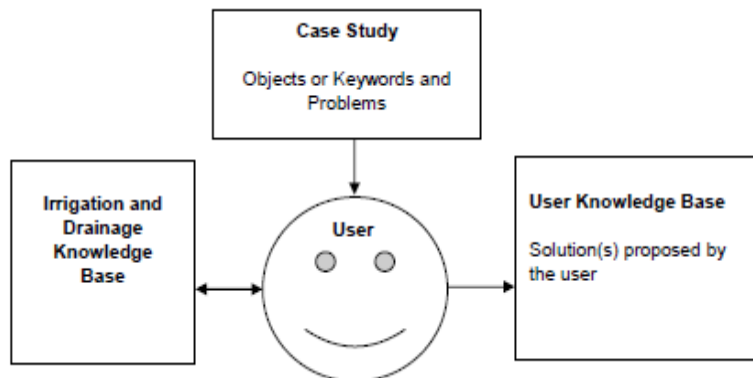 Case Study
Objects or Keywords and
Problems
Irrigation and
Drainage
Knowledge
Base
User
User Knowledge Base
Solution(s) proposed by
the user